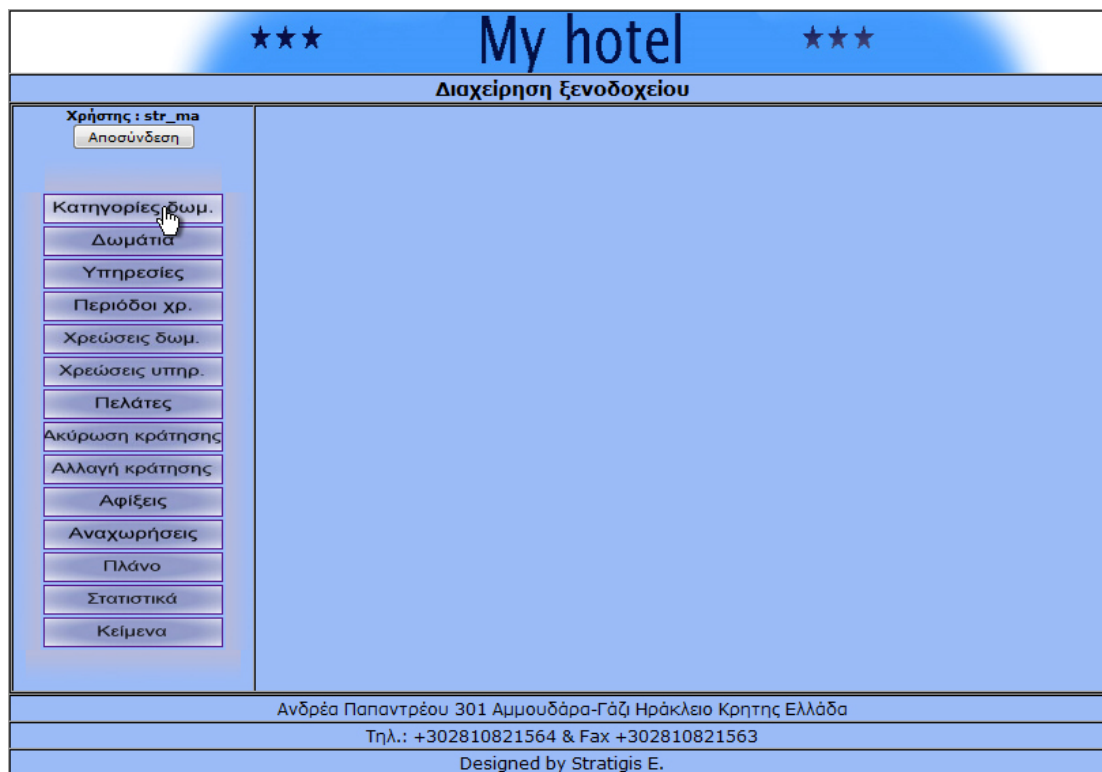 ★★★ My hotel ★★★
Διαχείρηση ξενοδοχείου
Χρήστης : str_ma
Αποσύνδεση
Κατηγορίες δωμ.
Δωμάτια
Υπηρεσίες
Περιόδοι χρ.
Χρεώσεις δωμ.
Χρεώσεις υπηρ.
Πελάτες
Ακύρωση κράτησης
Αλλαγή κράτησης
Αφίξεις
Αναχωρήσεις
Πλάνο
Στατιστικά
Κείμενα
Ανδρέα Παπαντρέου 301 Αμμουδάρα-Γάζι Ηράκλειο Κρητης Ελλάδα
Τηλ.: +302810821564 & Fax +302810821563
Designed by Stratigis E.